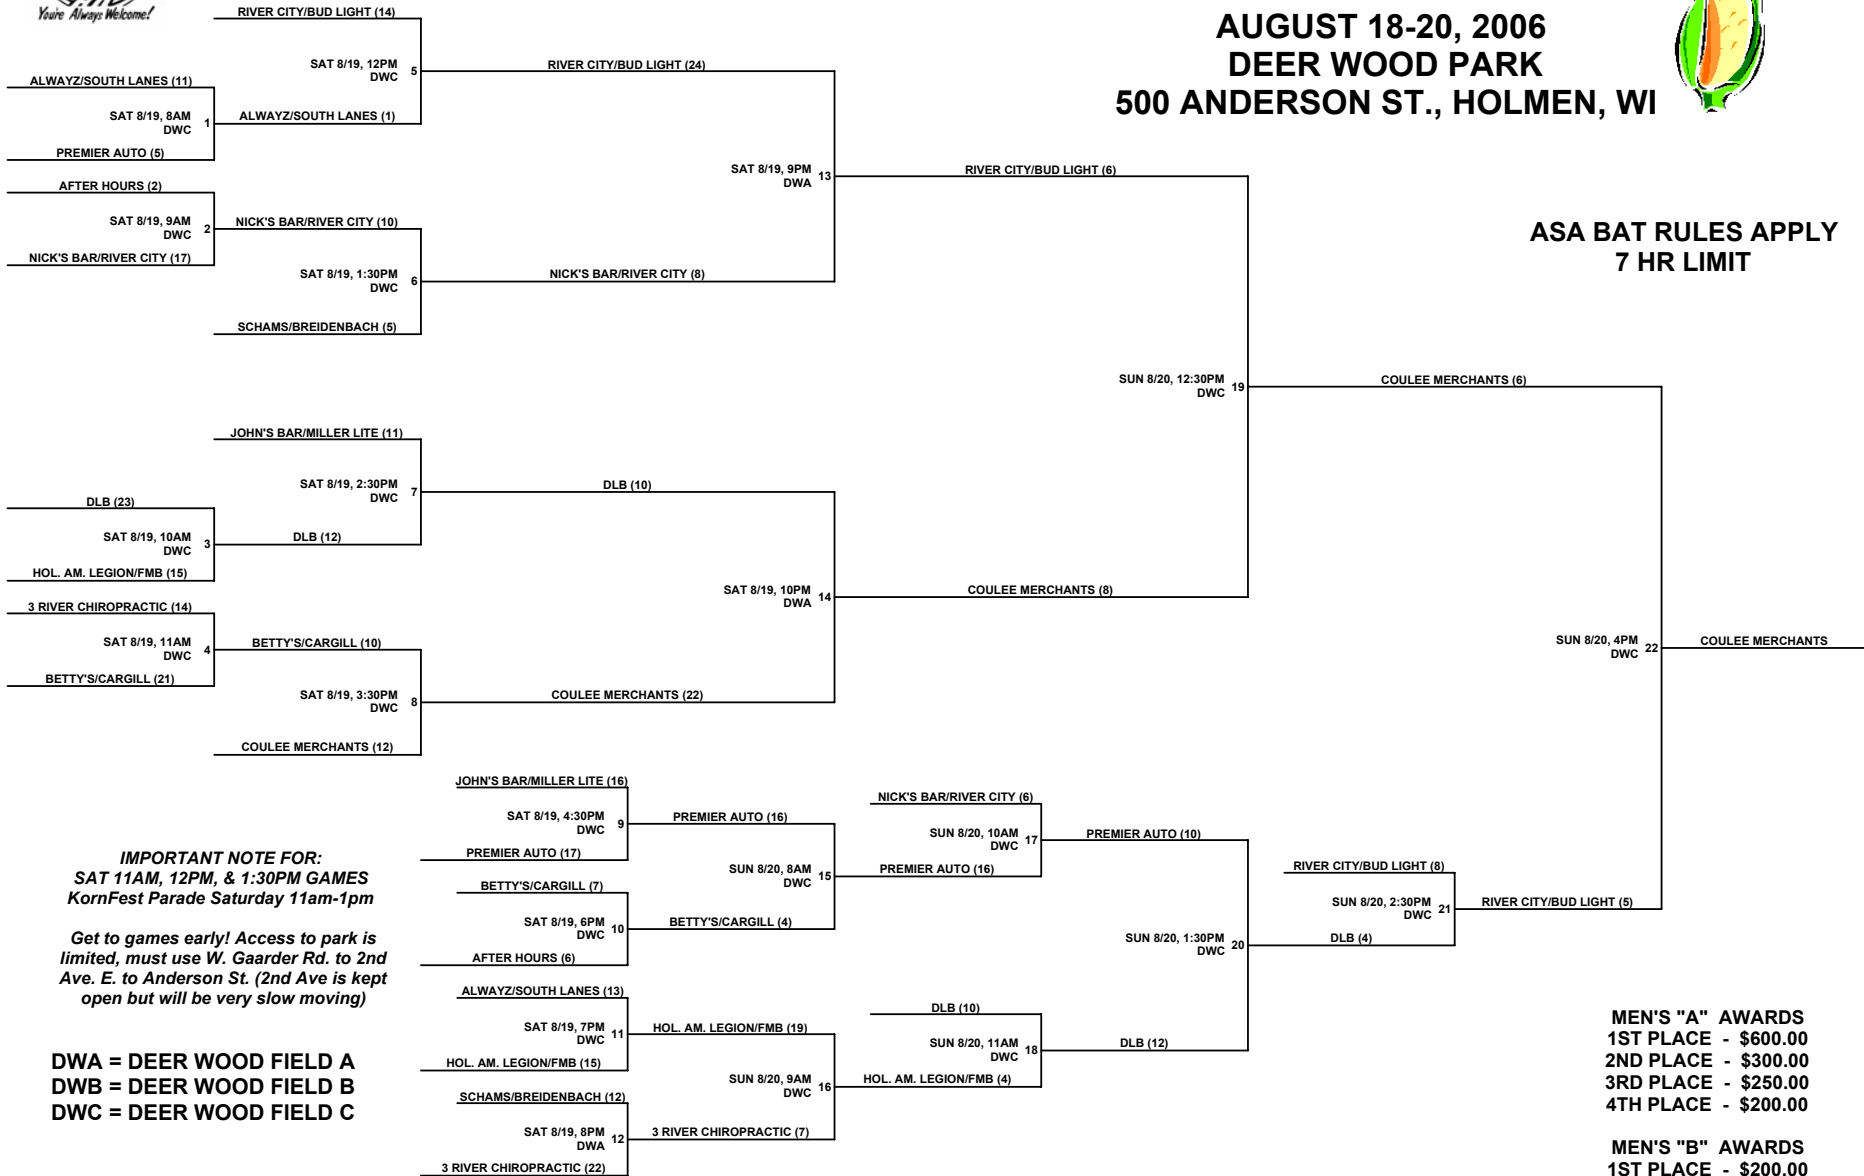 You're Always Welcome!
AUGUST 18-20, 2006
DEER WOOD PARK
500 ANDERSON ST., HOLMEN, WI
ASA BAT RULES APPLY
7 HR LIMIT
RIVER CITY/BUD LIGHT (14)
SAT 8/19, 12PM
DWC 5
RIVER CITY/BUD LIGHT (24)
ALWAYZ/SOUTH LANES (11)
SAT 8/19, 8AM
DWC 1
ALWAYZ/SOUTH LANES (1)
PREMIER AUTO (5)
SAT 8/19, 9PM
DWA 13
RIVER CITY/BUD LIGHT (6)
AFTER HOURS (2)
SAT 8/19, 9AM
DWC 2
NICK'S BAR/RIVER CITY (10)
NICK'S BAR/RIVER CITY (17)
SAT 8/19, 1:30PM
DWC 6
NICK'S BAR/RIVER CITY (8)
SCHAMS/BREIDENBACH (5)
SUN 8/20, 12:30PM
DWC 19
COULEE MERCHANTS (6)
JOHN'S BAR/MILLER LITE (11)
SAT 8/19, 2:30PM
DWC 7
DLB (10)
DLB (23)
SAT 8/19, 10AM
DWC 3
DLB (12)
HOL. AM. LEGION/FMB (15)
SAT 8/19, 10PM
DWA 14
COULEE MERCHANTS (8)
3 RIVER CHIROPRACTIC (14)
SAT 8/19, 11AM
DWC 4
BETTY'S/CARGILL (10)
BETTY'S/CARGILL (21)
SAT 8/19, 3:30PM
DWC 8
COULEE MERCHANTS (22)
COULEE MERCHANTS (12)
SUN 8/20, 4PM
DWC 22
COULEE MERCHANTS
JOHN'S BAR/MILLER LITE (16)
SAT 8/19, 4:30PM
DWC 9
PREMIER AUTO (16)
PREMIER AUTO (17)
NICK'S BAR/RIVER CITY (6)
SUN 8/20, 10AM
DWC 17
PREMIER AUTO (10)
SUN 8/20, 8AM
DWC 15
PREMIER AUTO (16)
BETTY'S/CARGILL (7)
SAT 8/19, 6PM
DWC 10
BETTY'S/CARGILL (4)
AFTER HOURS (6)
RIVER CITY/BUD LIGHT (8)
SUN 8/20, 2:30PM
DWC 21
RIVER CITY/BUD LIGHT (5)
SUN 8/20, 1:30PM
DWC 20
DLB (4)
ALWAYZ/SOUTH LANES (13)
SAT 8/19, 7PM
DWC 11
HOL. AM. LEGION/FMB (19)
HOL. AM. LEGION/FMB (15)
DLB (10)
SUN 8/20, 11AM
DWC 18
DLB (12)
SUN 8/20, 9AM
DWC 16
HOL. AM. LEGION/FMB (4)
SCHAMS/BREIDENBACH (12)
SAT 8/19, 8PM
DWA 12
3 RIVER CHIROPRACTIC (7)
3 RIVER CHIROPRACTIC (22)
IMPORTANT NOTE FOR:
SAT 11AM, 12PM, & 1:30PM GAMES
KornFest Parade Saturday 11am-1pm
Get to games early! Access to park is
limited, must use W. Gaarder Rd. to 2nd
Ave. E. to Anderson St. (2nd Ave is kept
open but will be very slow moving)
DWA = DEER WOOD FIELD A
DWB = DEER WOOD FIELD B
DWC = DEER WOOD FIELD C
MEN'S "A" AWARDS
1ST PLACE - $600.00
2ND PLACE - $300.00
3RD PLACE - $250.00
4TH PLACE - $200.00
MEN'S "B" AWARDS
1ST PLACE - $200.00